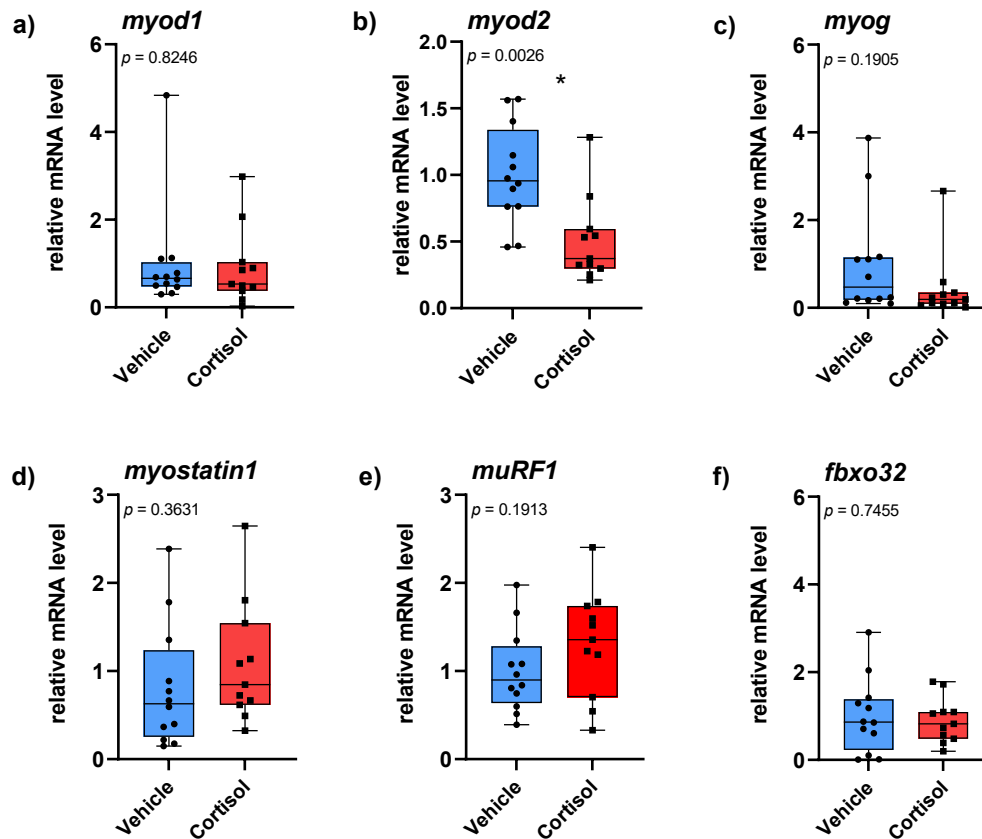 a) myod1
p = 0.8246
relative mRNA level
6
4
2
0
Vehicle
Cortisol
b) myod2
p = 0.0026
*
relative mRNA level
2.0
1.5
1.0
0.5
0.0
Vehicle
Cortisol
c) myog
p = 0.1905
relative mRNA level
6
4
2
0
Vehicle
Cortisol
d) myostatin1
p = 0.3631
relative mRNA level
3
2
1
0
Vehicle
Cortisol
e) muRF1
p = 0.1913
relative mRNA level
3
2
1
0
Vehicle
Cortisol
f) fbxo32
p = 0.7455
relative mRNA level
6
4
2
0
Vehicle
Cortisol